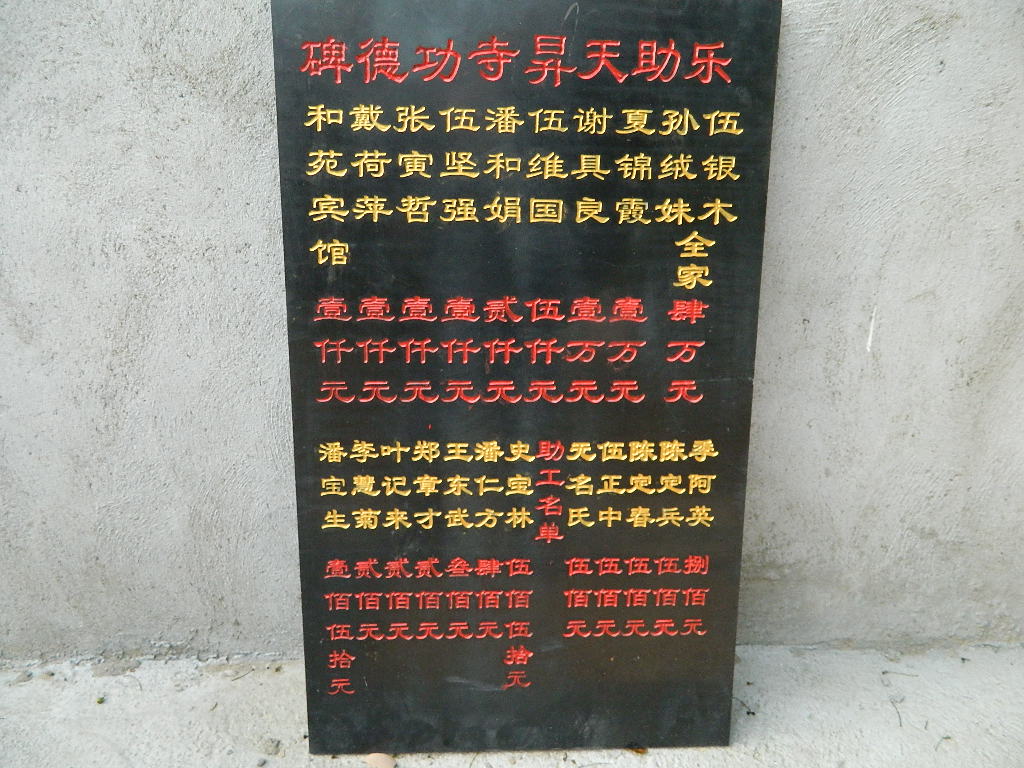 乐助天昇寺功德碑
伍银木
孙绒妹
全家
肆万元
夏锦霞
壹万元
谢具良
壹万元
伍维国
伍仟元
潘和娟
贰仟元
伍坚强
壹仟元
张寅哲
壹仟元
戴荷萍
壹仟元
和苑宾馆
壹仟元
季阿英
捌佰元
陈定兵
伍佰元
陈定春
伍佰元
伍正中
伍佰元
无名氏
伍佰元
助工名单
史宝林
伍佰伍拾元
潘仁方
肆佰元
王东武
叁佰元
郑章才
贰佰元
叶记来
贰佰元
李慧菊
贰佰元
潘宝生
壹佰伍拾元